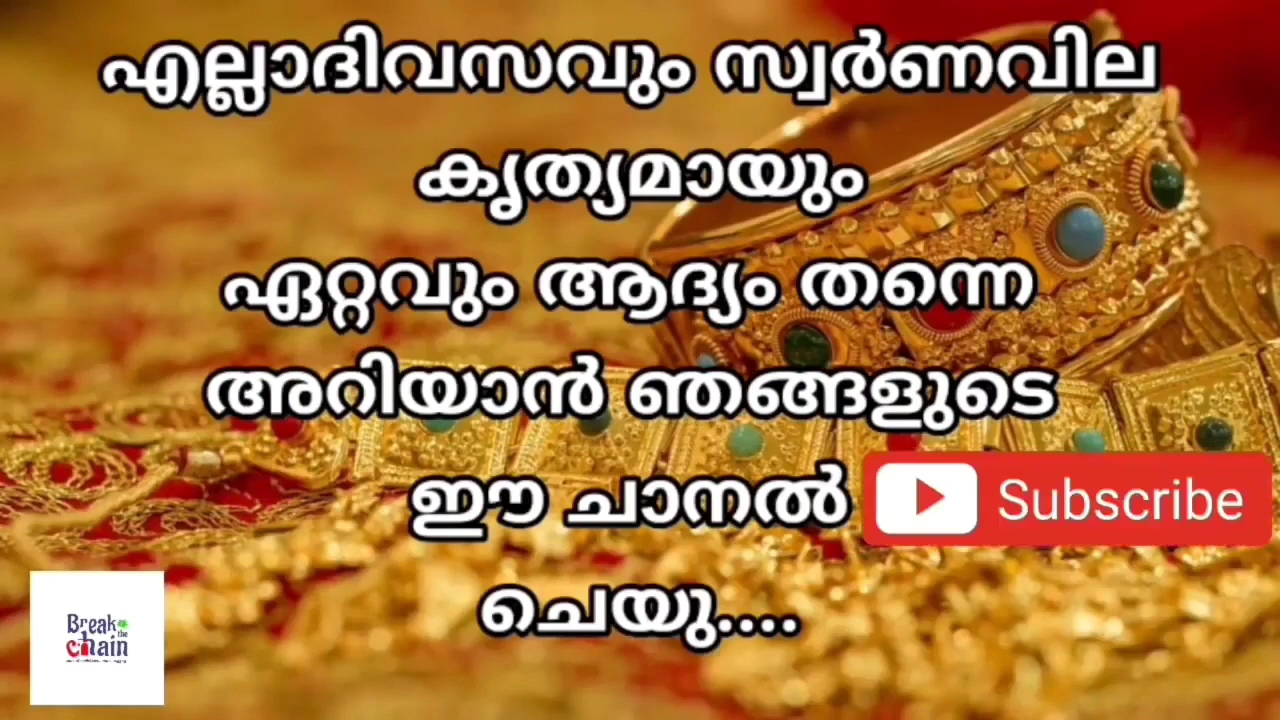 എല്ലാദിവസവും സ്വർണവില
കൃത്യമായും
ഏറ്റവും ആദ്യം തന്നെ
അറിയാൻ ഞങ്ങളുടെ
ഈ ചാനൽ Subscribe
ചെയു....
Break the
chain